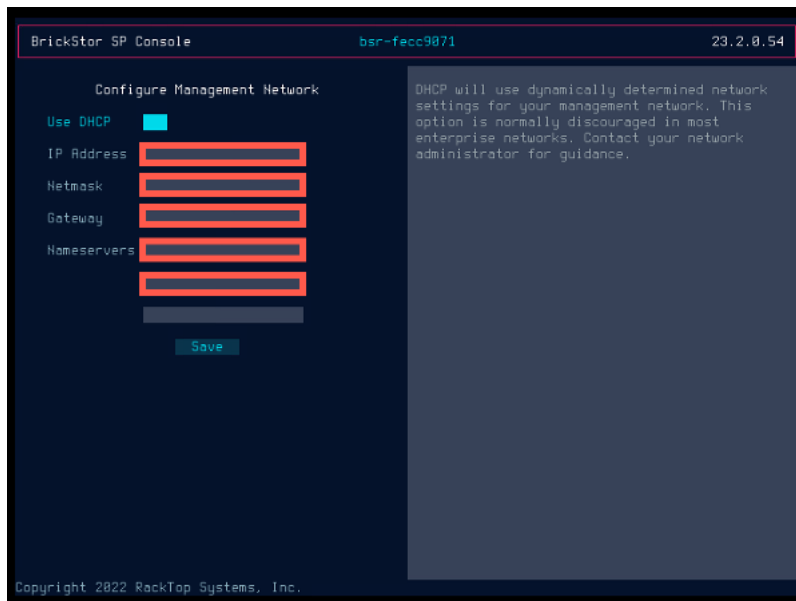 BrickStor SP Console bsr-fecc9071 23.2.0.54
Configure Management Network
Use DHCP
IP Address
Netmask
Gateway
Nameservers
Save
DHCP will use dynamically determined network
settings for your management network. This
option is normally discouraged in most
enterprise networks. Contact your network
administrator for guidance.
Copyright 2022 RackTop Systems, Inc.